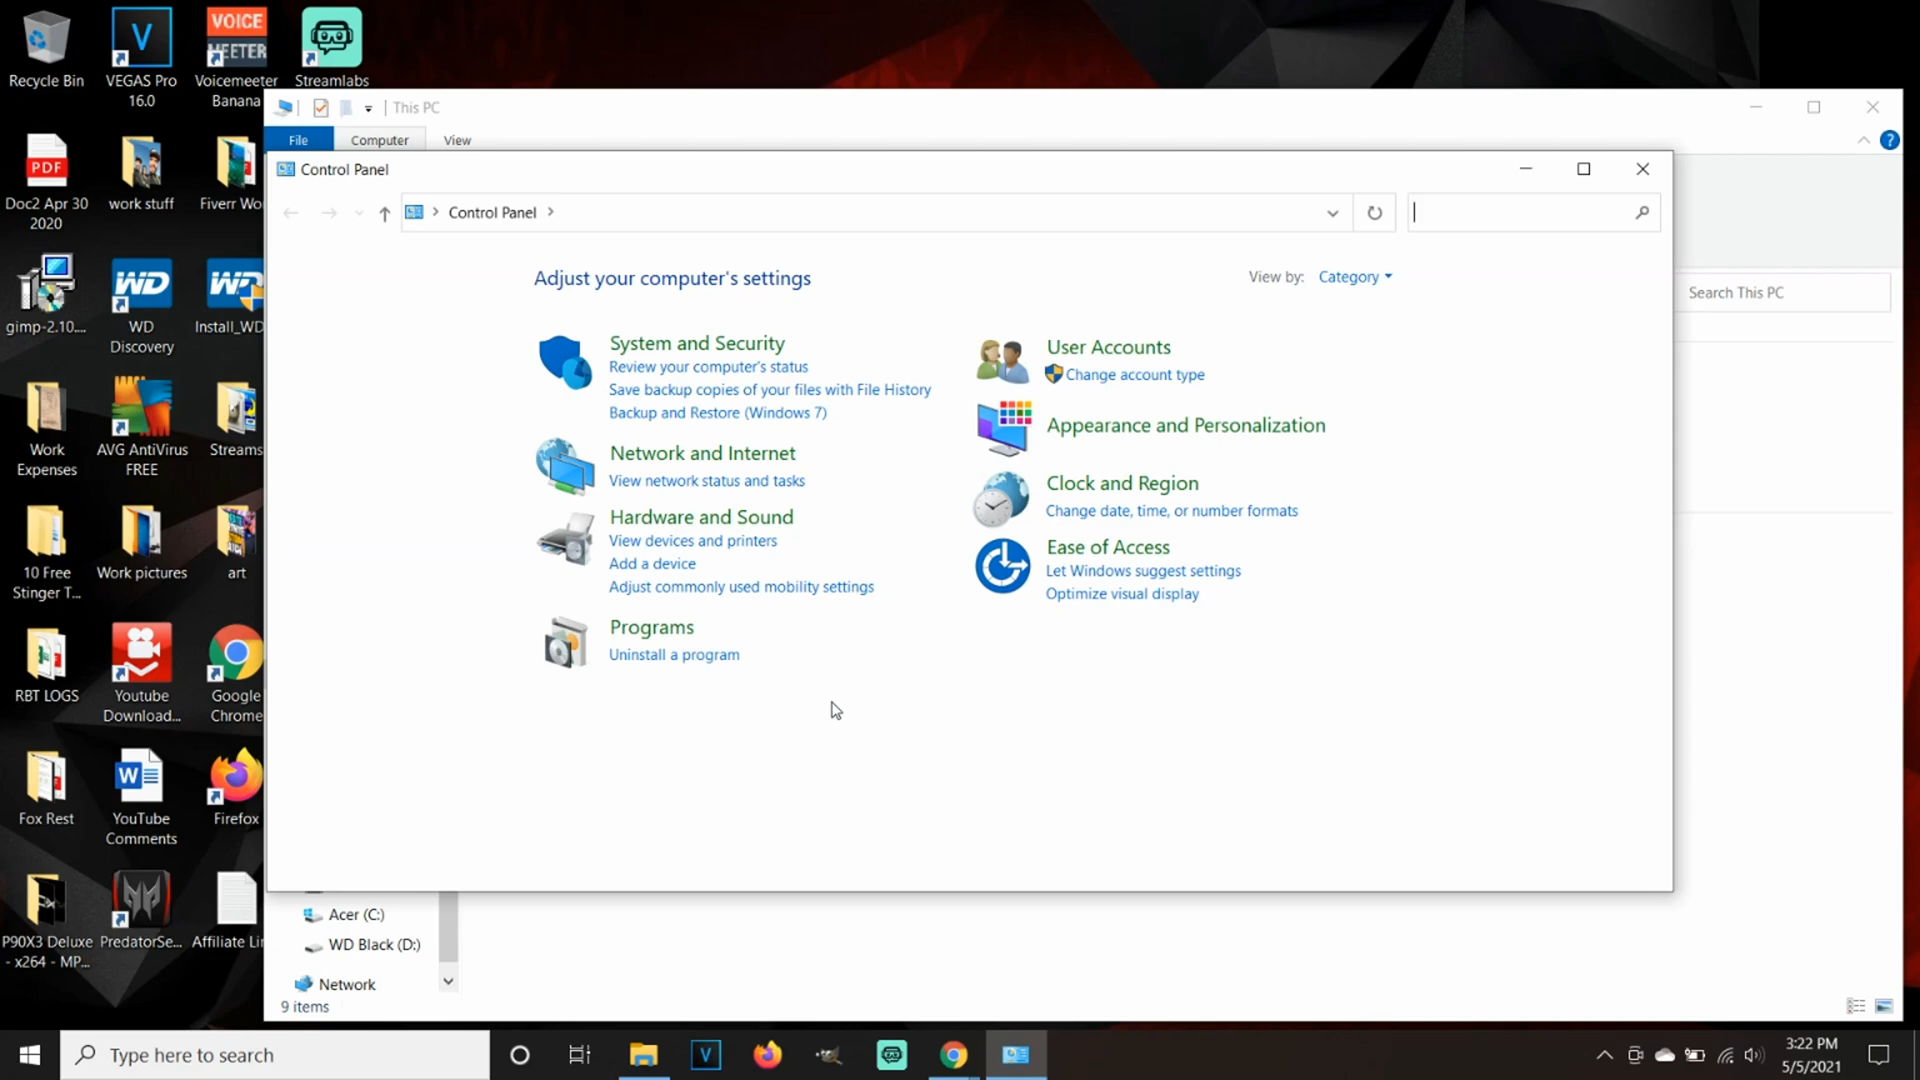 Recycle Bin
VEGAS Pro
16.0
VOICE
MEETER
Voicemeeter
Banana
Streamlabs
PDF
Doc2 Apr 30
2020
work stuff
Fiverr Wo
gimp-2.10....
WD
WD
Discovery
Install_WD
Work
Expenses
AVG AntiVirus
FREE
Streams
10 Free
Stinger T...
Work pictures
art
RBT LOGS
Youtube
Download...
Google
Chrome
Fox Rest
YouTube
Comments
Firefox
P90X3 Deluxe
- x264 - MP...
PredatorSe...
Affiliate Li
This PC
File
Computer
View
Control Panel
Control Panel
Search This PC
Adjust your computer's settings
View by:
Category
System and Security
Review your computer's status
Save backup copies of your files with File History
Backup and Restore (Windows 7)
Network and Internet
View network status and tasks
Hardware and Sound
View devices and printers
Add a device
Adjust commonly used mobility settings
Programs
Uninstall a program
User Accounts
Change account type
Appearance and Personalization
Clock and Region
Change date, time, or number formats
Ease of Access
Let Windows suggest settings
Optimize visual display
Acer (C:)
WD Black (D:)
Network
9 items
Type here to search
3:22 PM
5/5/2021